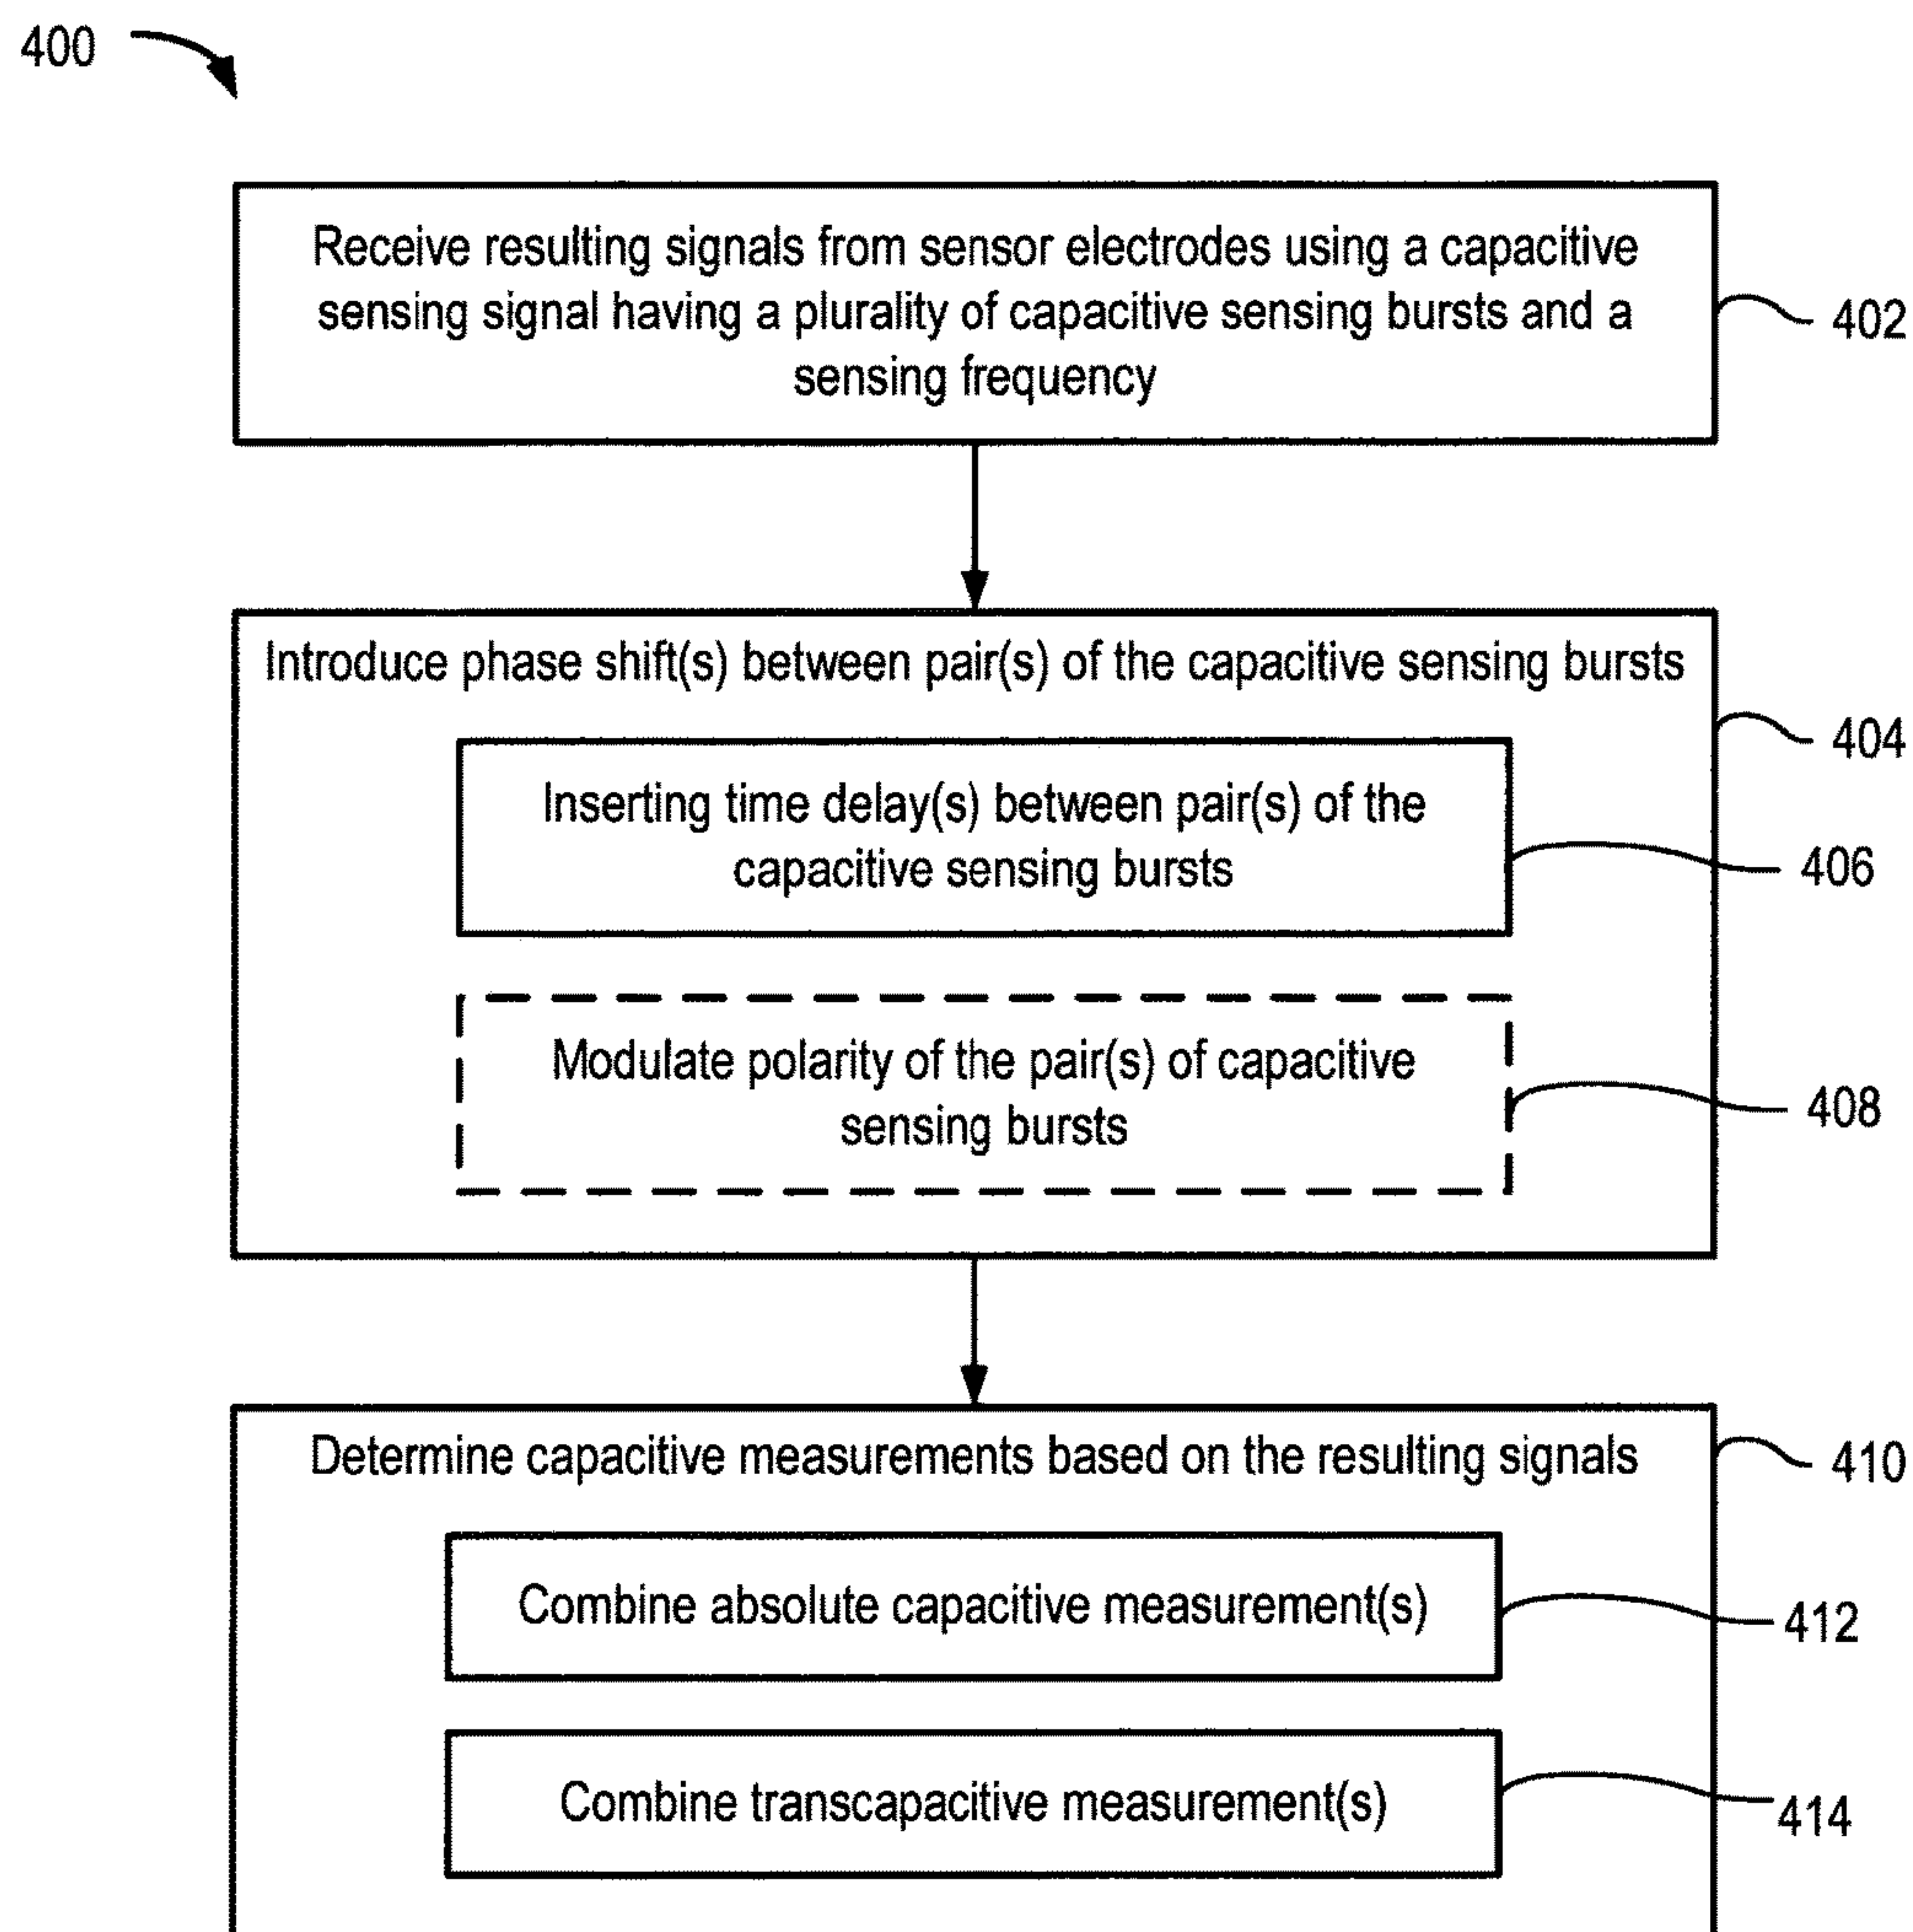 400
Receive resulting signals from sensor electrodes using a capacitive
sensing signal having a plurality of capacitive sensing bursts and a
sensing frequency
402
Introduce phase shift(s) between pair(s) of the capacitive sensing bursts
404
Inserting time delay(s) between pair(s) of the
capacitive sensing bursts
406
Modulate polarity of the pair(s) of capacitive
sensing bursts
408
Determine capacitive measurements based on the resulting signals
410
Combine absolute capacitive measurement(s)
412
Combine transcapacitive measurement(s)
414